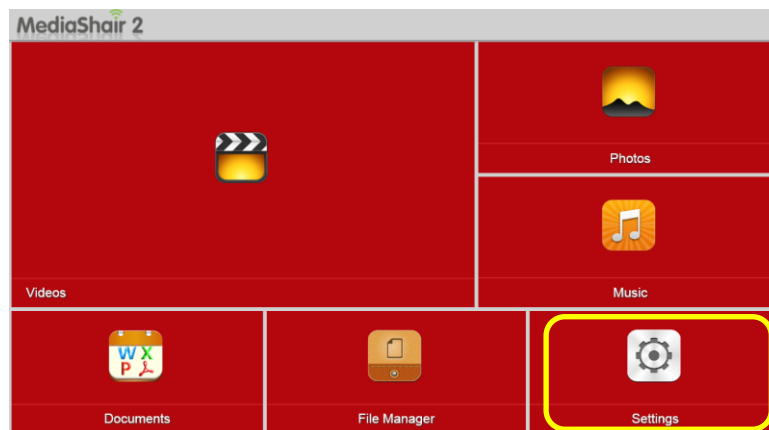 MediaShair 2
Photos
Videos
Music
W X
P
Documents
File Manager
Settings